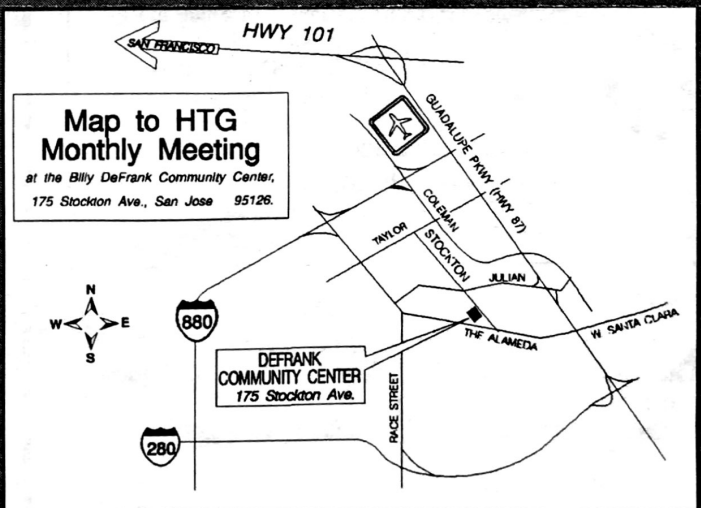 HWY 101
SAN FRANCISCO
Map to HTG
Monthly Meeting
at the Billy DeFrank Community Center,
175 Stockton Ave., San Jose 95126.
GUADALUPE PKWY (HWY 87)
COLEMAN
TAYLOR
STOCKTON
JULIAN
N
W E
S
880
THE ALAMEDA
W. SANTA CLARA
DEFRANK
COMMUNITY CENTER
175 Stockton Ave.
RACE STREET
280